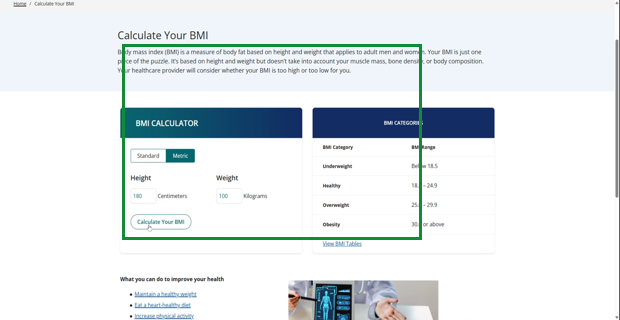 Home / Calculate Your BMI
Calculate Your BMI
Body mass index (BMI) is a measure of body fat based on height and weight that applies to adult men and women. Your BMI is just one
piece of the puzzle. It's based on height and weight but doesn't take into account your muscle mass, bone density, or body composition.
Your healthcare provider will consider whether your BMI is too high or too low for you.
BMI CALCULATOR
Standard Metric
Height Weight
180 Centimeters 100 Kilograms
Calculate Your BMI
BMI CATEGORIES
BMI Category BMI Range
Underweight Below 18.5
Healthy 18. – 24.9
Overweight 25. – 29.9
Obesity 30. or above
View BMI Tables
What you can do to improve your health
Maintain a healthy weight
Eat a heart-healthy diet
Increase physical activity